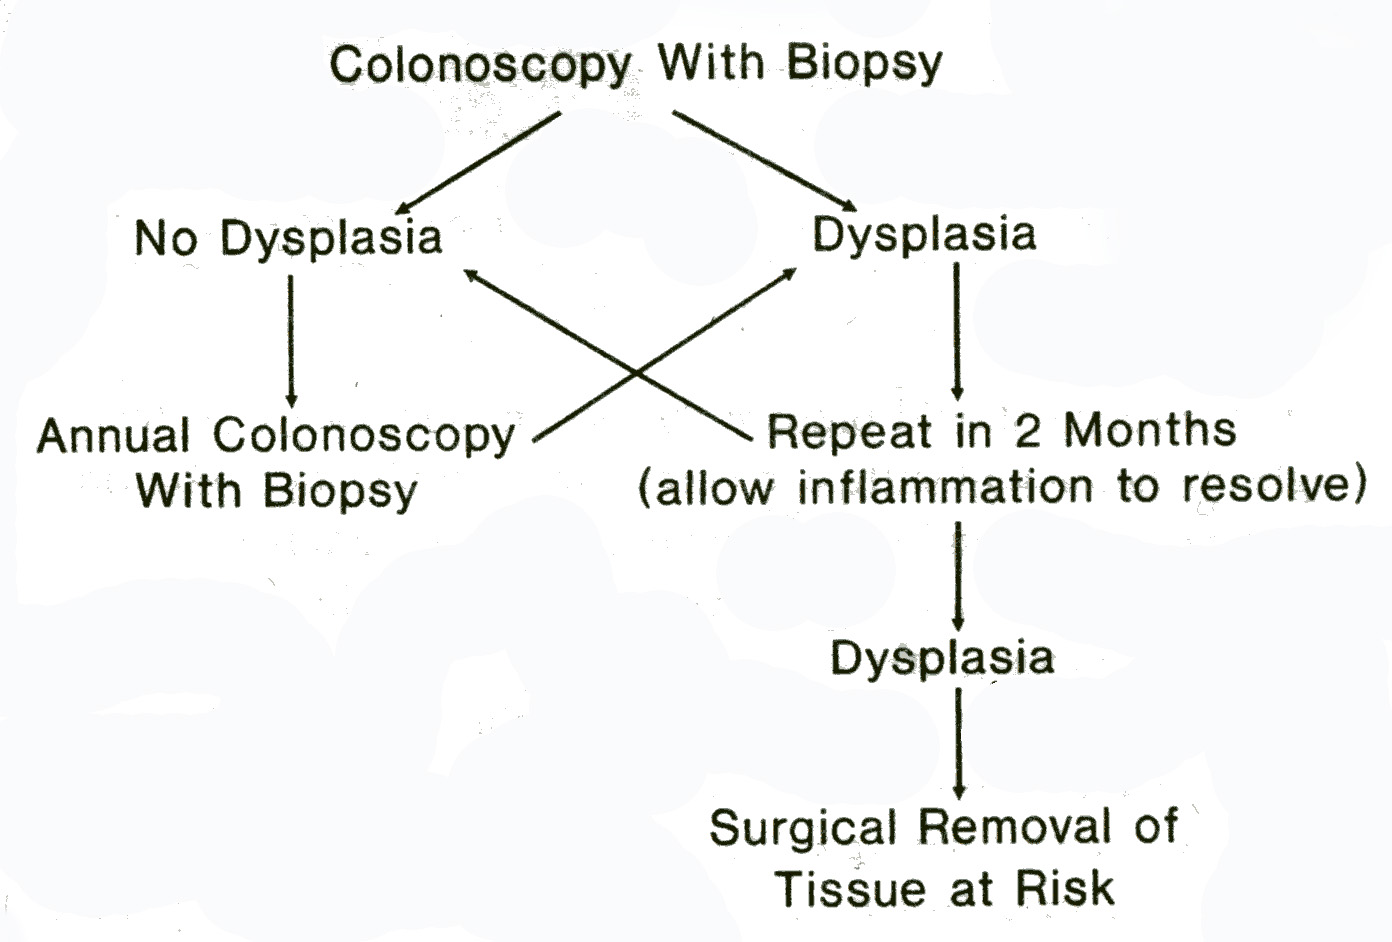 Colonoscopy With Biopsy
No Dysplasia
Dysplasia
Annual Colonoscopy
With Biopsy
Repeat in 2 Months
(allow inflammation to resolve)
Dysplasia
Surgical Removal of
Tissue at Risk